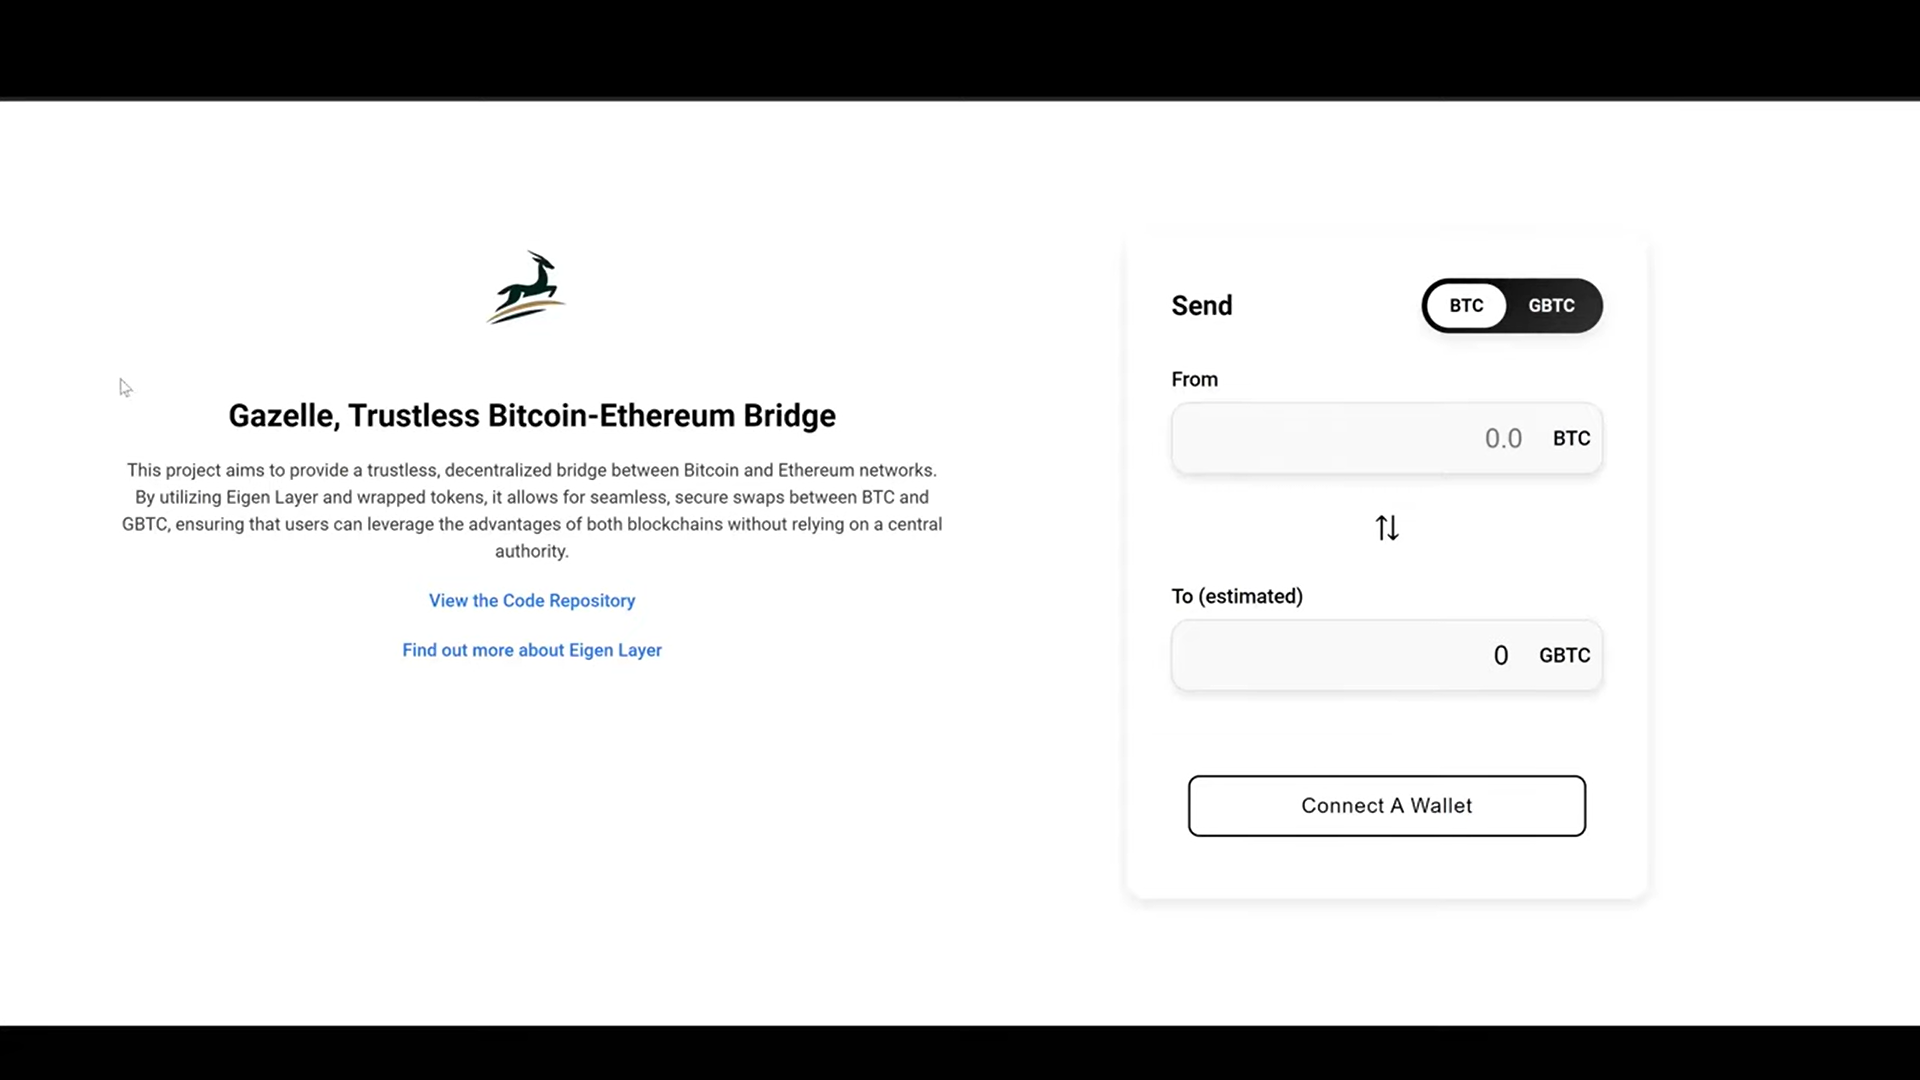 Gazelle, Trustless Bitcoin-Ethereum Bridge
This project aims to provide a trustless, decentralized bridge between Bitcoin and Ethereum networks.
By utilizing Eigen Layer and wrapped tokens, it allows for seamless, secure swaps between BTC and
GBTC, ensuring that users can leverage the advantages of both blockchains without relying on a central
authority.
View the Code Repository
Find out more about Eigen Layer
Send BTC GBTC
From
0.0 BTC
To (estimated)
0 GBTC
Connect A Wallet